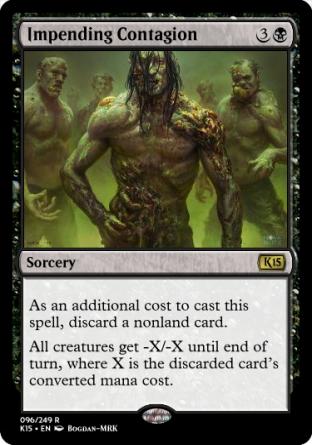 Impending Contagion 3
Sorcery K15
As an additional cost to cast this
spell, discard a nonland card.
All creatures get -X/-X until end of
turn, where X is the discarded card's
converted mana cost.
096/249 R
K15 • EN Bogdan-MRK